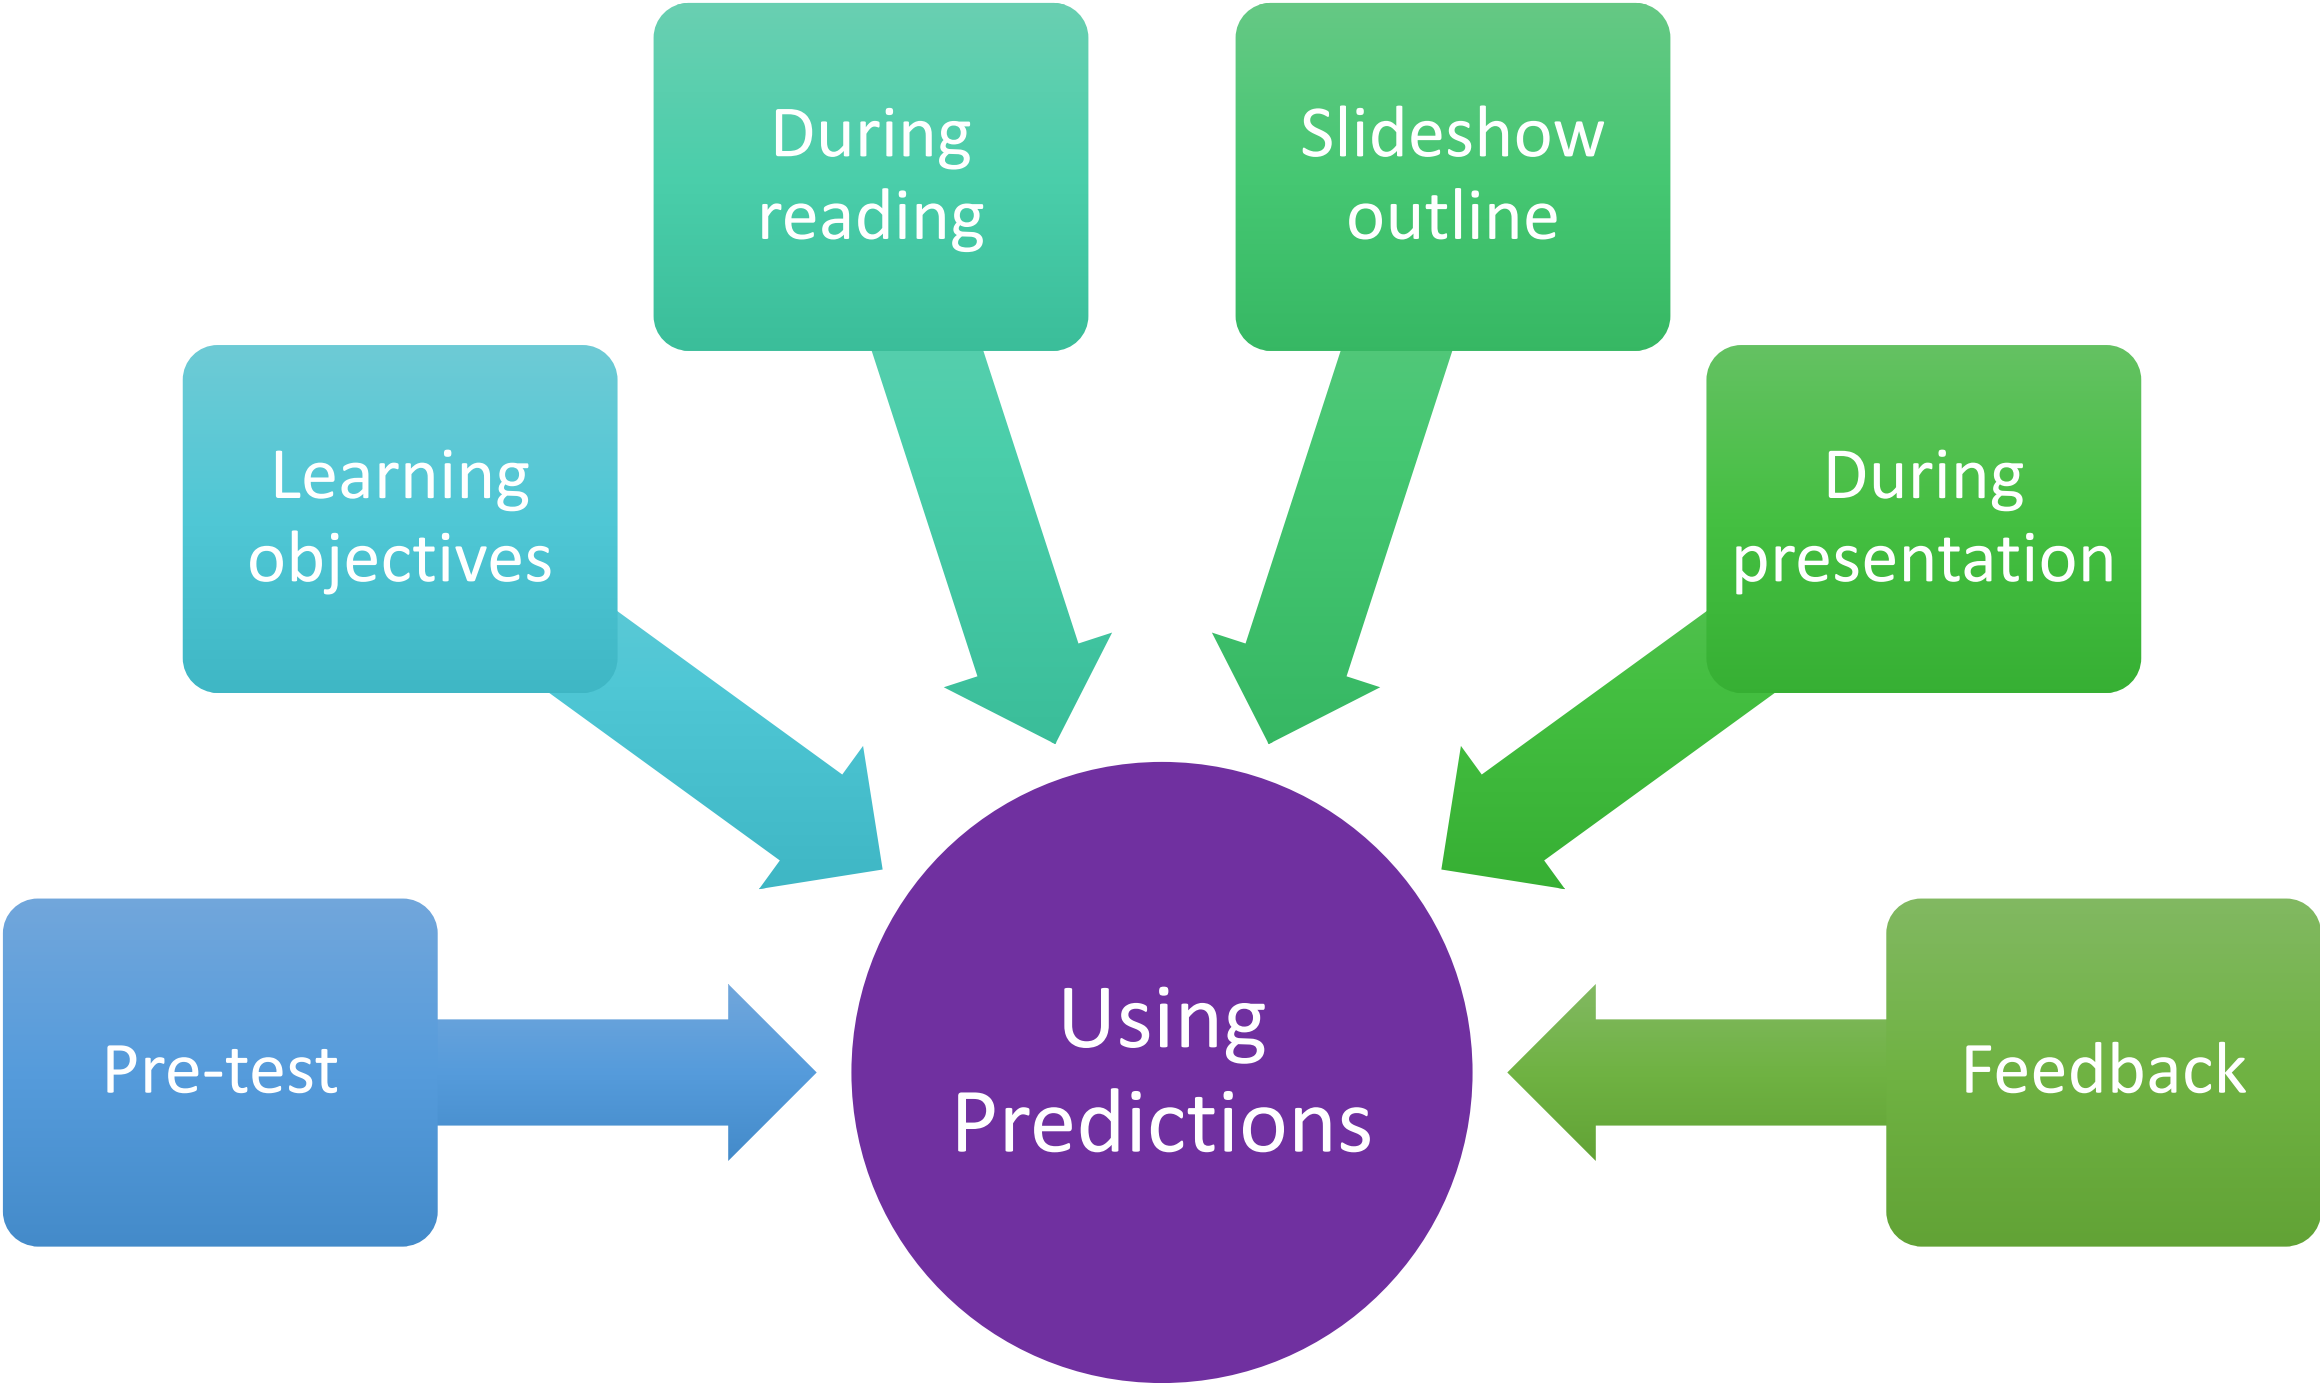 During
reading
Slideshow
outline
Learning
objectives
During
presentation
Pre-test
Using
Predictions
Feedback